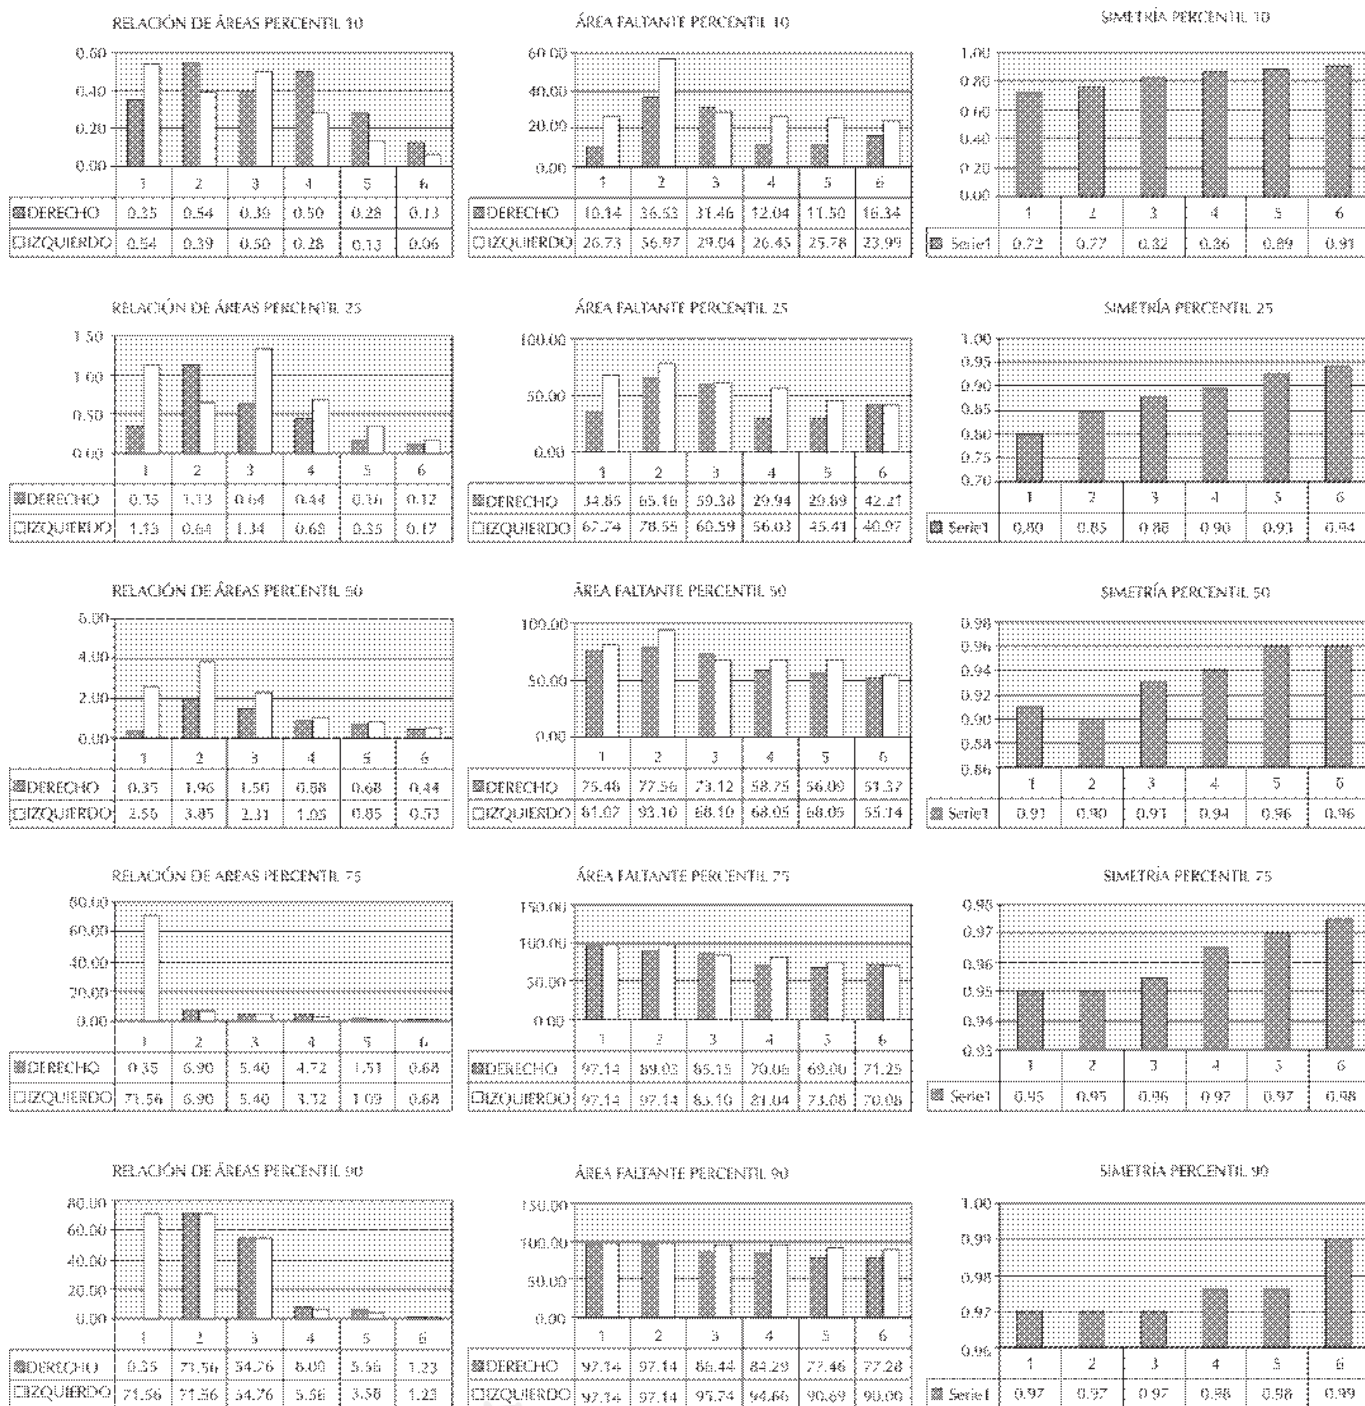 RELACIÓN DE ÁREAS PERCENTIL 10
0.60
0.40
0.20
0.00
1 2 3 4 5 6
DERECHO 0.35 0.54 0.39 0.50 0.28 0.13
IZQUIERDO 0.54 0.39 0.50 0.28 0.13 0.06
ÁREA FALTANTE PERCENTIL 10
60.00
40.00
20.00
0.00
1 2 3 4 5 6
DERECHO 10.14 36.53 31.46 12.04 11.50 16.34
IZQUIERDO 26.73 56.97 29.04 26.45 25.78 23.99
SIMETRÍA PERCENTIL 10
1.00
0.80
0.60
0.40
0.20
0.00
1 2 3 4 5 6
Serie1 0.72 0.77 0.82 0.86 0.89 0.91
RELACIÓN DE ÁREAS PERCENTIL 25
1.50
1.00
0.50
0.00
1 2 3 4 5 6
DERECHO 0.35 1.13 0.64 0.44 0.16 0.12
IZQUIERDO 1.13 0.64 1.34 0.68 0.35 0.17
ÁREA FALTANTE PERCENTIL 25
100.00
50.00
0.00
1 2 3 4 5 6
DERECHO 34.85 65.16 59.38 29.94 29.89 42.21
IZQUIERDO 67.74 78.55 60.59 56.03 45.41 40.97
SIMETRÍA PERCENTIL 25
1.00
0.95
0.90
0.85
0.80
0.75
0.70
1 2 3 4 5 6
Serie1 0.80 0.85 0.88 0.90 0.93 0.94
RELACIÓN DE ÁREAS PERCENTIL 50
6.00
4.00
2.00
0.00
1 2 3 4 5 6
DERECHO 0.35 1.96 1.50 0.88 0.68 0.44
IZQUIERDO 2.56 3.85 2.31 1.05 0.85 0.53
ÁREA FALTANTE PERCENTIL 50
100.00
50.00
0.00
1 2 3 4 5 6
DERECHO 75.48 77.56 73.12 58.75 56.09 51.37
IZQUIERDO 81.07 93.10 68.10 68.05 68.05 55.14
SIMETRÍA PERCENTIL 50
0.98
0.96
0.94
0.92
0.90
0.88
0.86
1 2 3 4 5 6
Serie1 0.91 0.90 0.93 0.94 0.96 0.96
RELACIÓN DE AREAS PERCENTIL 75
80.00
60.00
40.00
20.00
0.00
1 2 3 4 5 6
DERECHO 0.35 6.90 5.40 4.72 1.51 0.68
IZQUIERDO 71.56 6.90 5.40 1.09 0.68
ÁREA FALTANTE PERCENTIL 75
150.00
100.00
50.00
0.00
1 2 3 4 5 6
DERECHO 97.14 89.03 85.15 70.06 69.00 71.25
IZQUIERDO 97.14 97.14 83.10 81.04 73.08 70.08
SIMETRÍA PERCENTIL 75
0.98
0.97
0.96
0.95
0.94
0.93
1 2 3 4 5 6
Serie1 0.95 0.95 0.96 0.97 0.97 0.98
RELACIÓN DE ÁREAS PERCENTIL 90
80.00
60.00
40.00
20.00
0.00
1 2 3 4 5 6
DERECHO 0.35 71.56 54.76 8.00 5.56 1.23
IZQUIERDO 71.56 71.56 54.76 5.56 3.58 1.23
ÁREA FALTANTE PERCENTIL 90
150.00
100.00
50.00
0.00
1 2 3 4 5 6
DERECHO 97.14 97.14 86.44 84.29 77.46 77.28
IZQUIERDO 97.14 97.14 95.74 94.66 90.69 90.00
SIMETRÍA PERCENTIL 90
1.00
0.99
0.98
0.97
0.96
1 2 3 4 5 6
Serie1 0.97 0.97 0.97 0.98 0.98 0.99